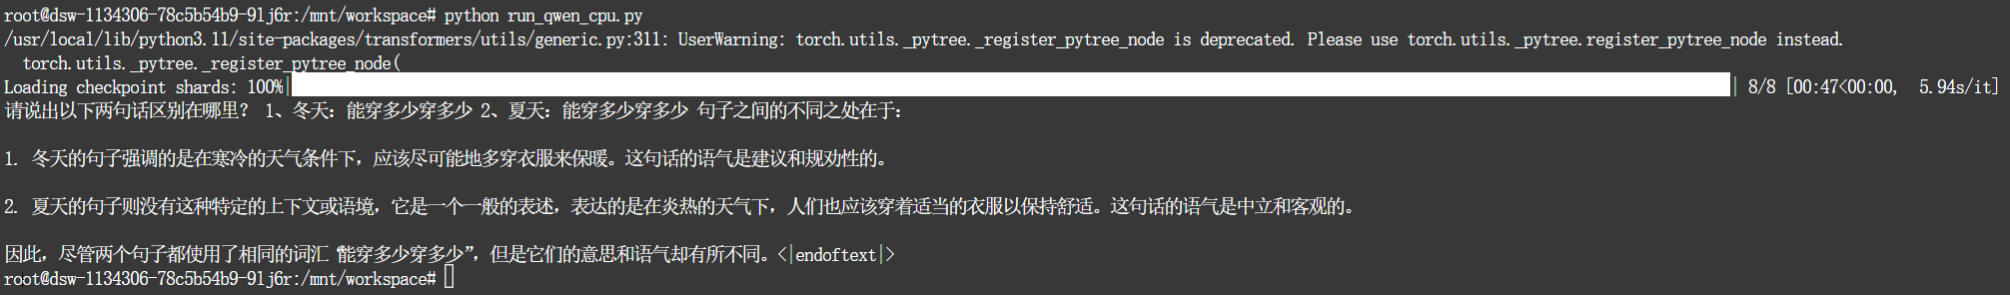 root@dsw-1134306-78c5b54b9-9lj6r:/mnt/workspace# python run_qwen_cpu.py
/usr/local/lib/python3.11/site-packages/transformers/utils/generic.py:311: UserWarning: torch.utils._pytree._register_pytree_node is deprecated. Please use torch.utils._pytree.register_pytree_node instead.
  torch.utils._pytree._register_pytree_node(
Loading checkpoint shards: 100%|| 8/8 [00:47<00:00,  5.94s/it]
请说出以下两句话区别在哪里？ 1、冬天：能穿多少穿多少 2、夏天：能穿多少穿多少 句子之间的不同之处在于：
1. 冬天的句子强调的是在寒冷的天气条件下，应该尽可能地多穿衣服来保暖。这句话的语气是建议和规劝性的。
2. 夏天的句子则没有这种特定的上下文或语境，它是一个一般的表述，表达的是在炎热的天气下，人们也应该穿着适当的衣服以保持舒适。这句话的语气是中立和客观的。
因此，尽管两个句子都使用了相同的词汇“能穿多少穿多少”，但是它们的意思和语气却有所不同。<|endoftext|>
root@dsw-1134306-78c5b54b9-9lj6r:/mnt/workspace#